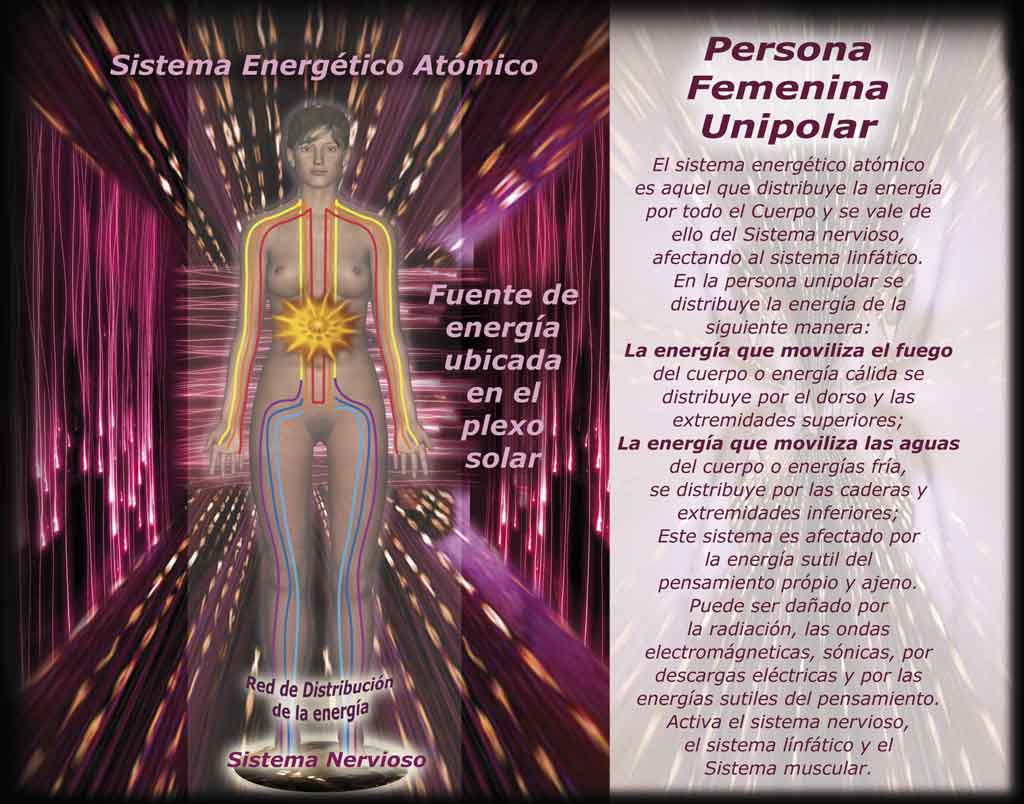 Sistema Energético Atómico
Fuente de
energía
ubicada
en el
plexo
solar
Red de Distribución
de la energía
Sistema Nervioso
Persona
Femenina
Unipolar
El sistema energético atómico
es aquel que distribuye la energía
por todo el Cuerpo y se vale de
ello del Sistema nervioso,
afectando al sistema linfático.
En la persona unipolar se
distribuye la energía de la
siguiente manera:
La energía que moviliza el fuego
del cuerpo o energía cálida se
distribuye por el dorso y las
extremidades superiores;
La energía que moviliza las aguas
del cuerpo o energías fría,
se distribuye por las caderas y
extremidades inferiores;
Este sistema es afectado por
la energía sutil del
pensamiento própio y ajeno.
Puede ser dañado por
la radiación, las ondas
electromágneticas, sónicas, por
descargas eléctricas y por las
energías sutiles del pensamiento.
Activa el sistema nervioso,
el sistema línfático y el
Sistema muscular.